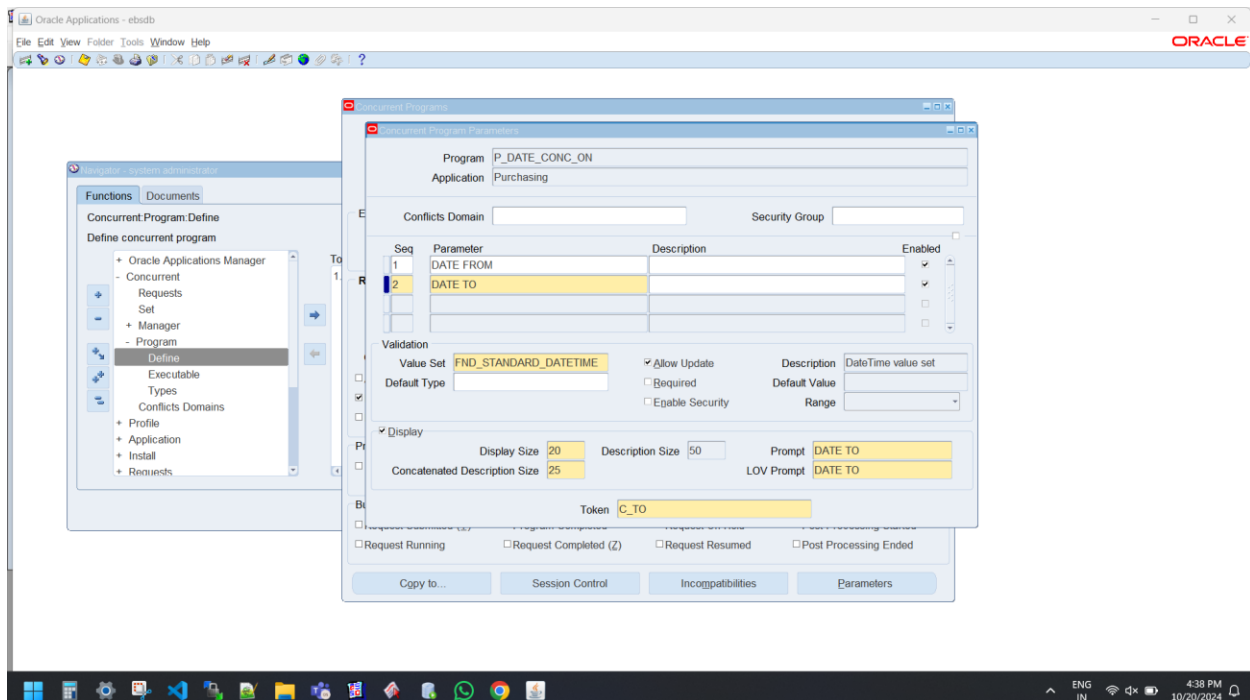 Oracle Applications - ebsdb
File Edit View Folder Tools Window Help
ORACLE
Concurrent Programs
Concurrent Program Parameters
Program P_DATE_CONC_ON
Application Purchasing
Conflicts Domain
Security Group
Seq Parameter Description Enabled
1 DATE FROM
2 DATE TO
Validation
Value Set FND_STANDARD_DATETIME
Allow Update
Description DateTime value set
Default Type
Required
Default Value
Enable Security
Range
Display
Display Size 20
Description Size 50
Prompt DATE TO
Concatenated Description Size 25
LOV Prompt DATE TO
Token C_TO
Request Running
Request Completed (Z)
Request Resumed
Post Processing Ended
Copy to...
Session Control
Incompatibilities
Parameters
Navigator - system administrator
Functions Documents
Concurrent:Program:Define
Define concurrent program
+ Oracle Applications Manager
- Concurrent
Requests
Set
+ Manager
- Program
Define
Executable
Types
Conflicts Domains
+ Profile
+ Application
+ Install
+ Requests
To
1.
ENG
IN
4:38 PM
10/20/2024